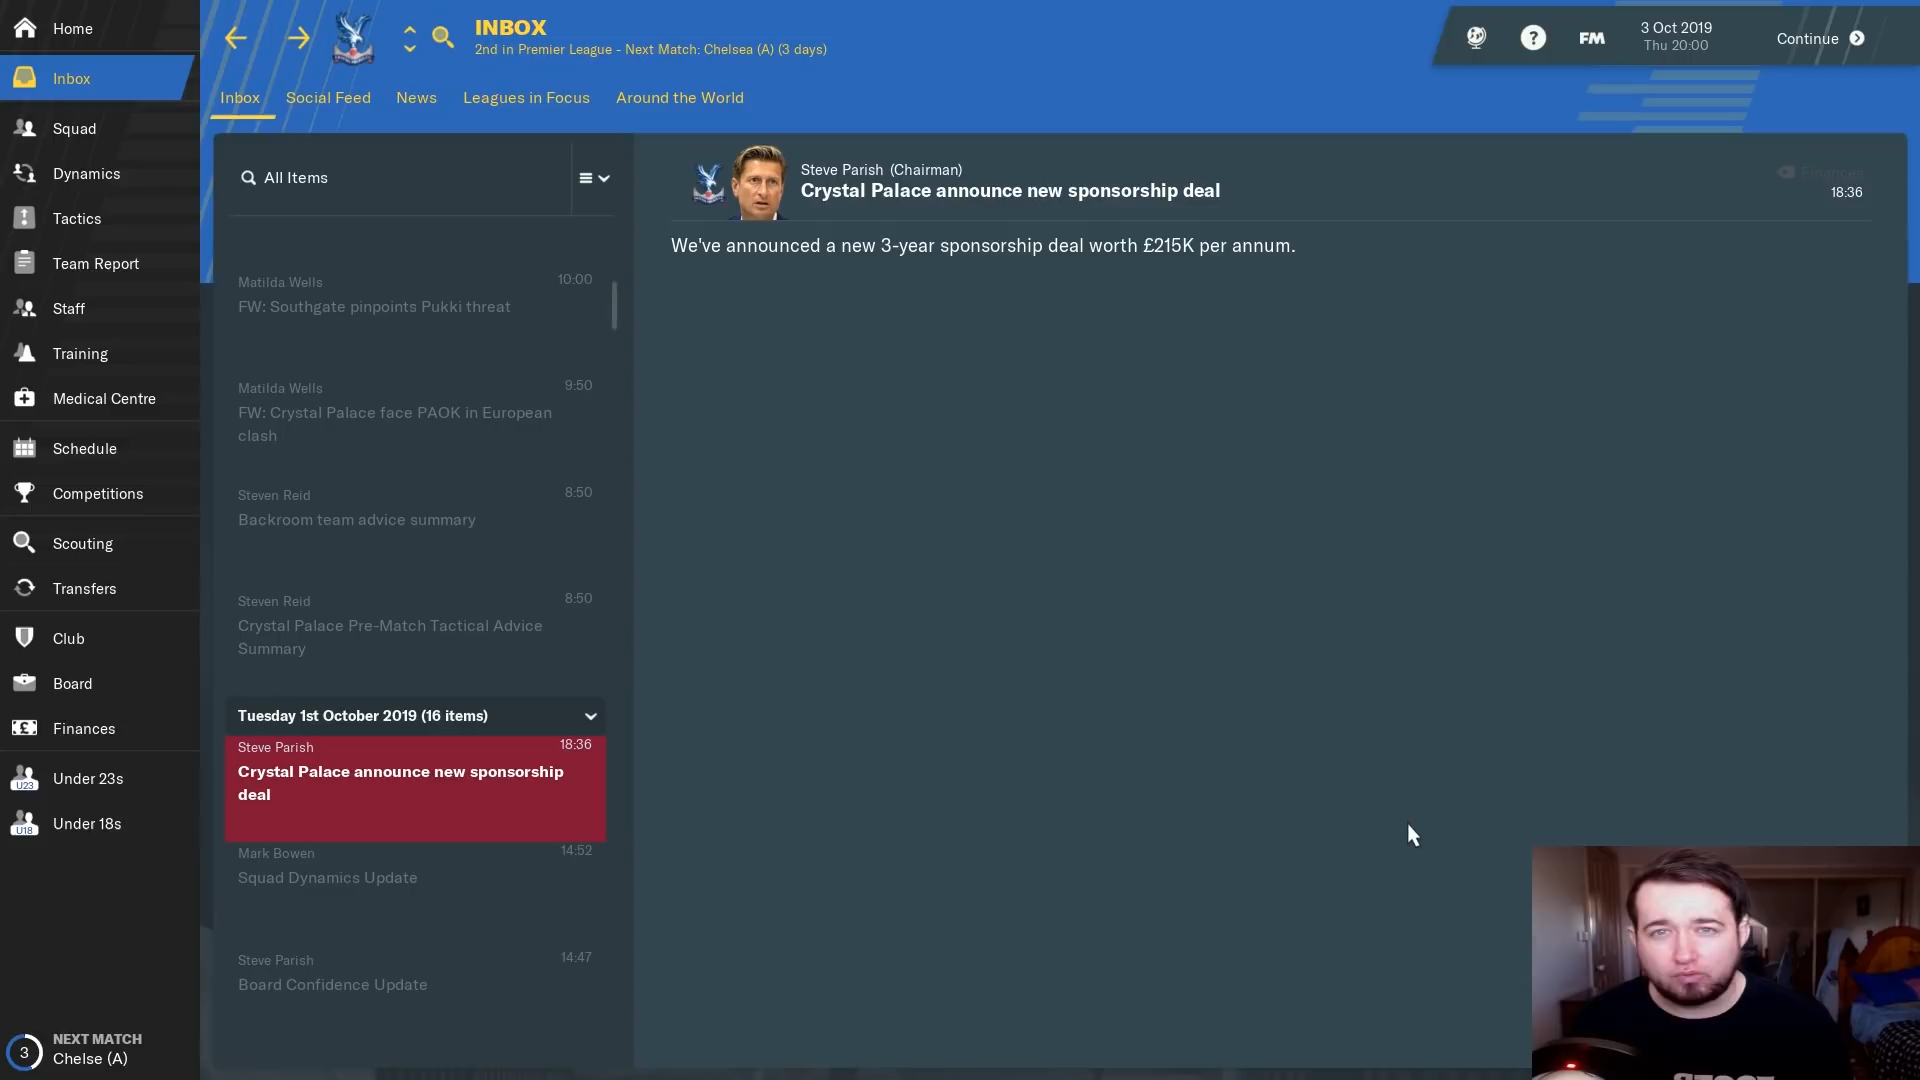 Home
Inbox
Squad
Dynamics
Tactics
Team Report
Staff
Training
Medical Centre
Schedule
Competitions
Scouting
Transfers
Club
Board
Finances
U23
Under 23s
U18
Under 18s
3
NEXT MATCH
Chelse (A)
INBOX
2nd in Premier League - Next Match: Chelsea (A) (3 days)
?
FM
3 Oct 2019
Thu 20:00
Continue
Inbox
Social Feed
News
Leagues in Focus
Around the World
All Items
Matilda Wells
10:00
FW: Southgate pinpoints Pukki threat
Matilda Wells
9:50
FW: Crystal Palace face PAOK in European
clash
Steven Reid
8:50
Backroom team advice summary
Steven Reid
8:50
Crystal Palace Pre-Match Tactical Advice
Summary
Tuesday 1st October 2019 (16 items)
Steve Parish
18:36
Crystal Palace announce new sponsorship
deal
Mark Bowen
14:52
Squad Dynamics Update
Steve Parish
14:47
Board Confidence Update
Steve Parish (Chairman)
Crystal Palace announce new sponsorship deal
Finances
18:36
We've announced a new 3-year sponsorship deal worth £215K per annum.